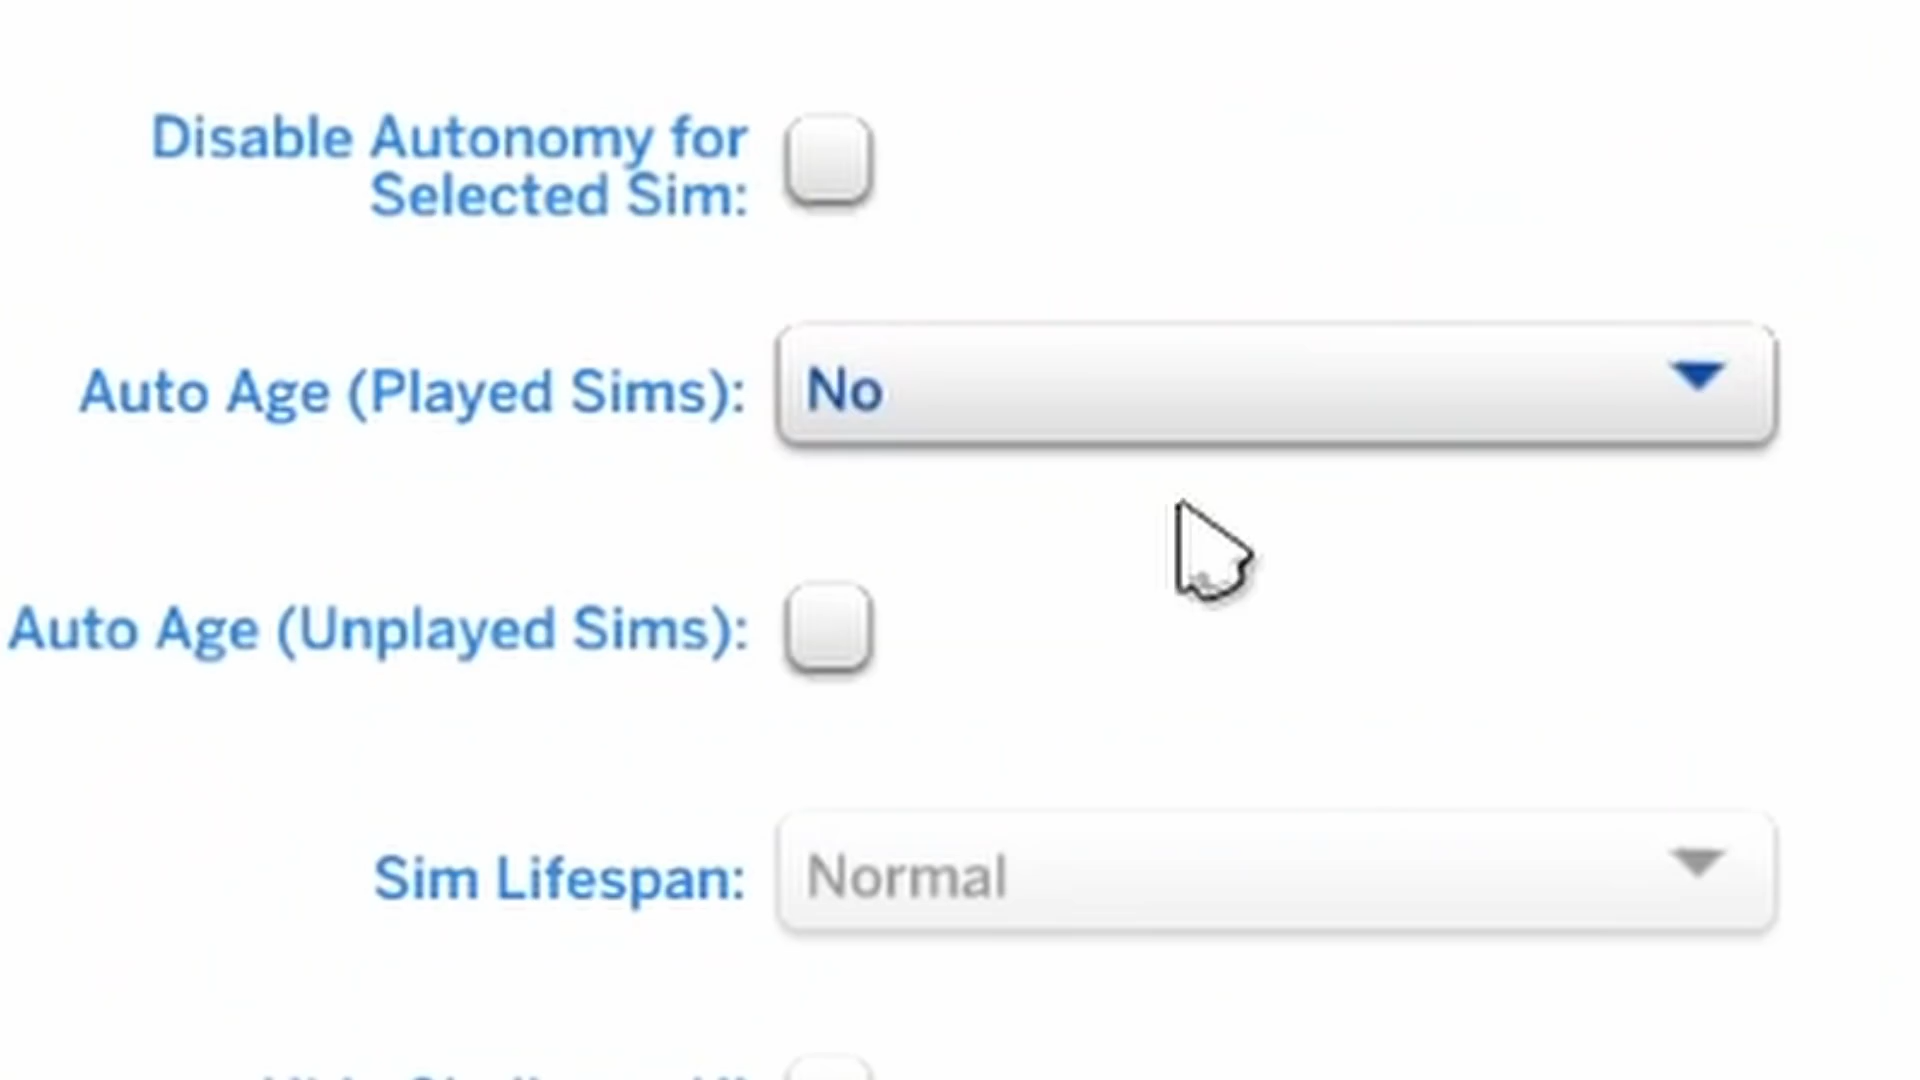 Disable Autonomy for
Selected Sim:
Auto Age (Played Sims): No
Auto Age (Unplayed Sims):
Sim Lifespan: Normal